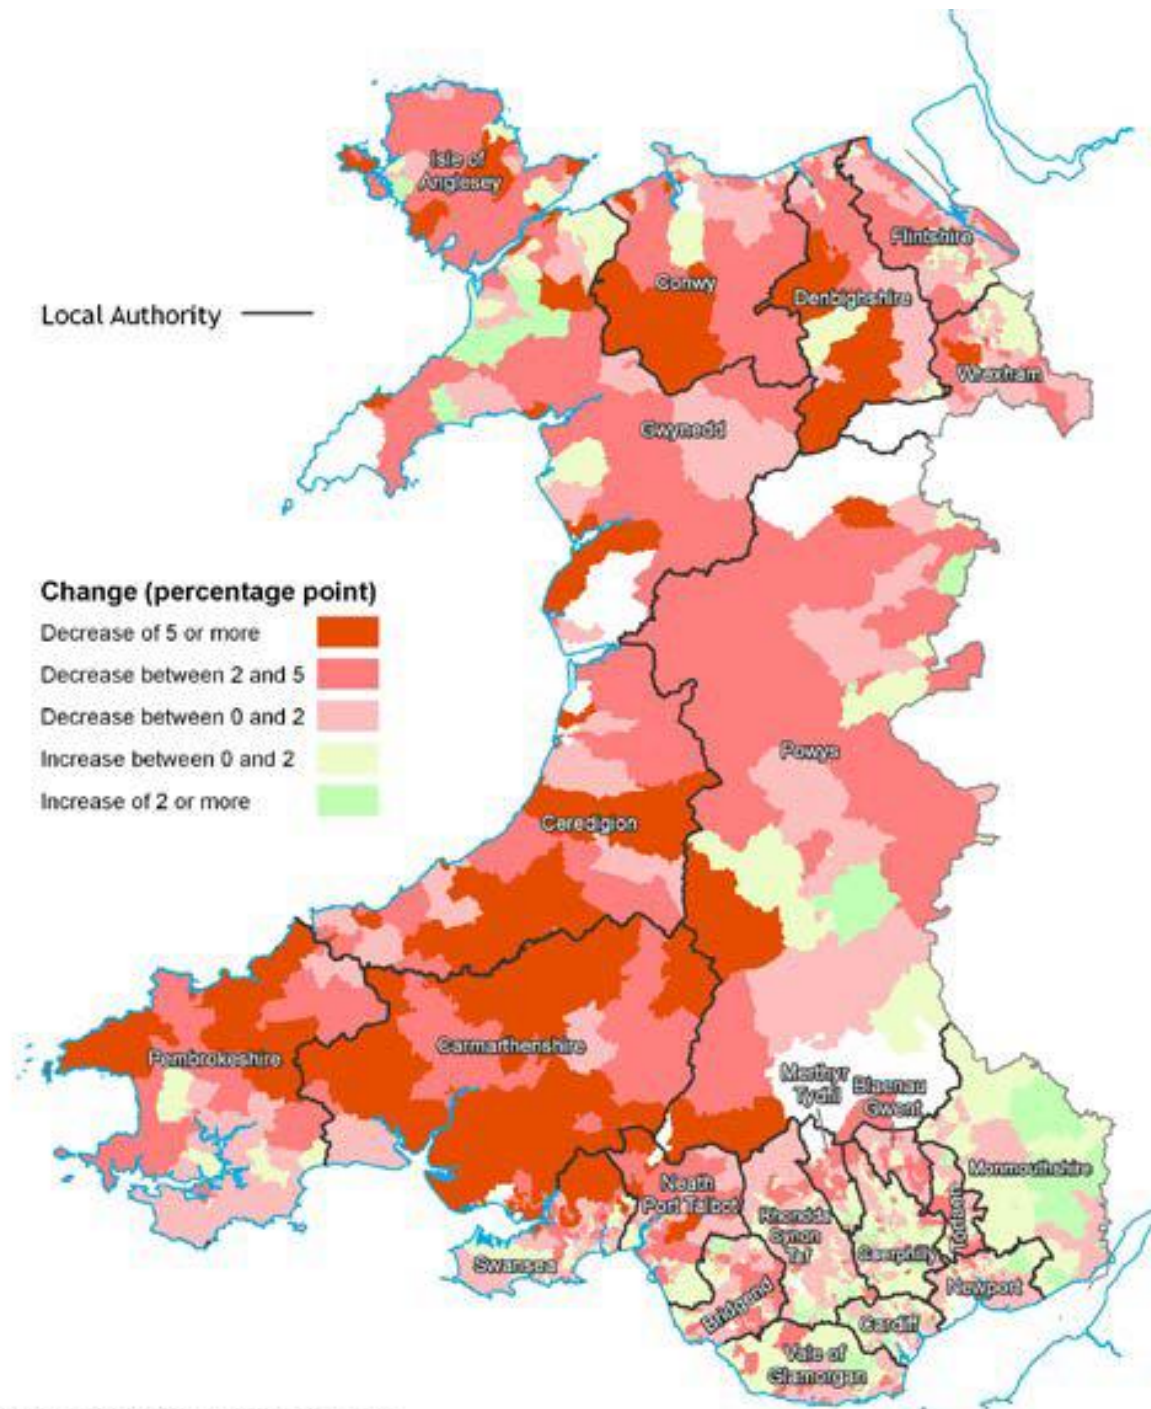 Isle of
Anglesey
Flintshire
Conwy
Denbighshire
Local Authority
Wrexham
Gwynedd
Change (percentage point)
Decrease of 5 or more
Decrease between 2 and 5
Decrease between 0 and 2
Increase between 0 and 2
Increase of 2 or more
Powys
Ceredigion
Pembrokeshire
Carmarthenshire
Merthyr
Tydfil
Blaenau
Gwent
Monmouthshire
Neath
Port Talbot
Rhondda
Cynon
Taf
Caerphilly
Torfaen
Swansea
Bridgend
Newport
Cardiff
Vale of
Glamorgan